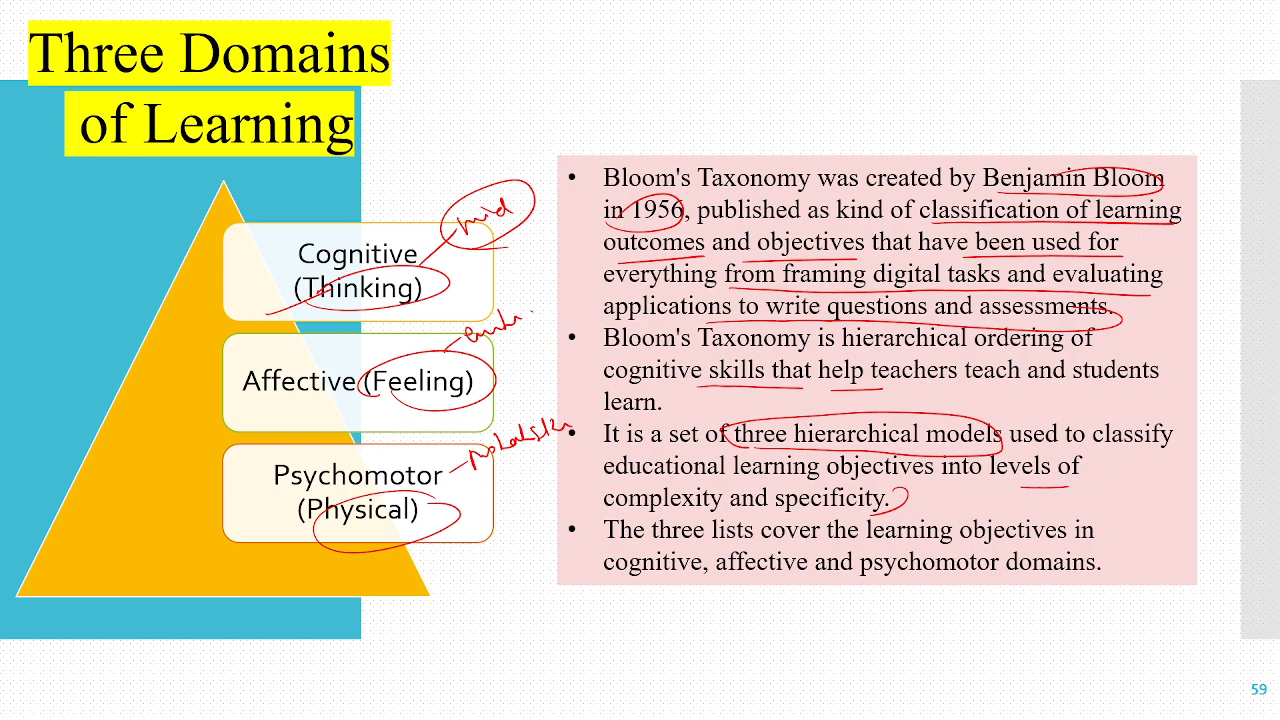 Three Domains
of Learning
Cognitive
(Thinking)
mid
Affective (Feeling)
Psychomotor
(Physical)
• Bloom's Taxonomy was created by Benjamin Bloom
in 1956, published as kind of classification of learning
outcomes and objectives that have been used for
everything from framing digital tasks and evaluating
applications to write questions and assessments.
• Bloom's Taxonomy is hierarchical ordering of
cognitive skills that help teachers teach and students
learn.
• It is a set of three hierarchical models used to classify
educational learning objectives into levels of
complexity and specificity.
• The three lists cover the learning objectives in
cognitive, affective and psychomotor domains.
59